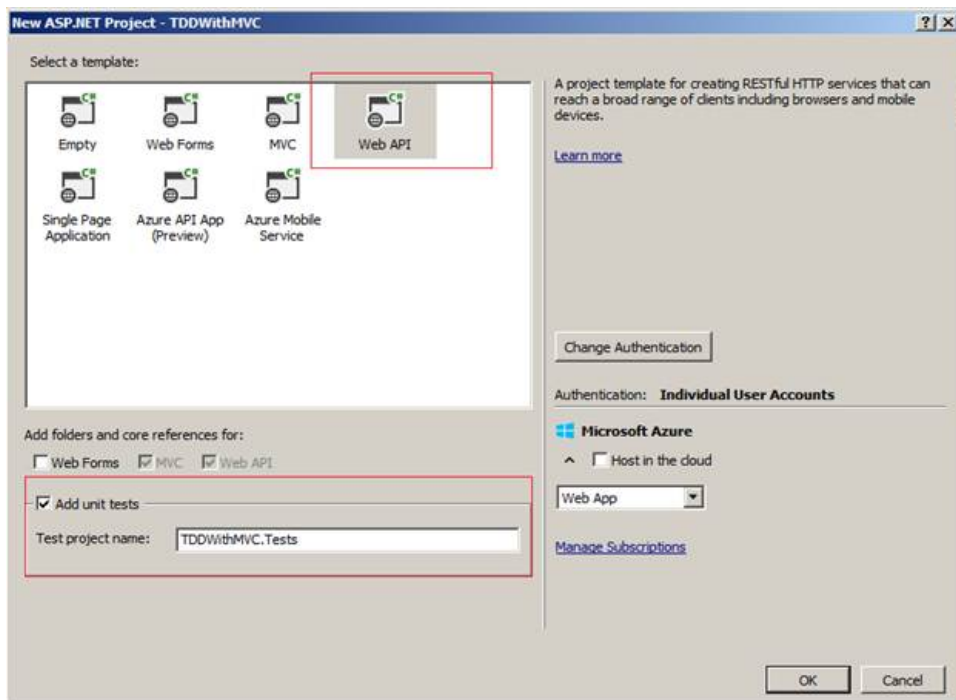 New ASP.NET Project - TDDWithMVC
Select a template:
C#
C#
C#
C#
Empty
Web Forms
MVC
Web API
C#
C#
C#
Single Page
Application
Azure API App
(Preview)
Azure Mobile
Service
Add folders and core references for:
Web Forms
MVC
Web API
Add unit tests
Test project name:
TDDWithMVC.Tests
A project template for creating RESTful HTTP services that can
reach a broad range of clients including browsers and mobile
devices.
Learn more
Change Authentication
Authentication: Individual User Accounts
Microsoft Azure
Host in the cloud
Web App
Manage Subscriptions
OK
Cancel